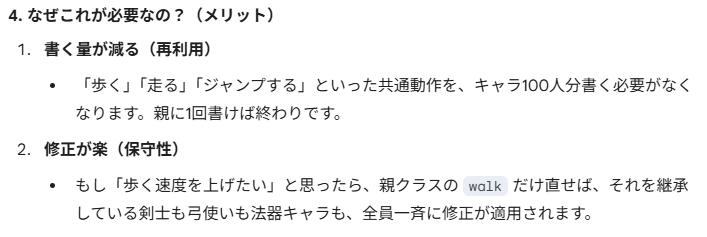 4. なぜこれが必要なの？（メリット）
1. 書く量が減る（再利用）
• 「歩く」「走る」「ジャンプする」といった共通動作を、キャラ100人分書く必要がなく
なります。親に1回書けば終わりです。
2. 修正が楽（保守性）
• もし「歩く速度を上げたい」と思ったら、親クラスの walk だけ直せば、それを継承
している剣士も弓使いも法器キャラも、全員一斉に修正が適用されます。